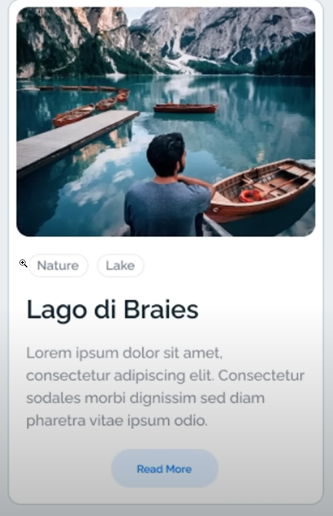 Nature Lake
Lago di Braies
Lorem ipsum dolor sit amet,
consectetur adipiscing elit. Consectetur
sodales morbi dignissim sed diam
pharetra vitae ipsum odio.
Read More